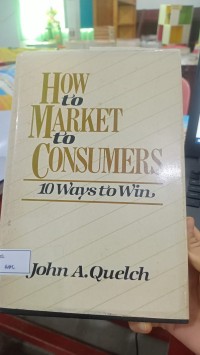 HOW
to
MARKET
to
CONSUMERS
10 Ways to Win
John A. Quelch